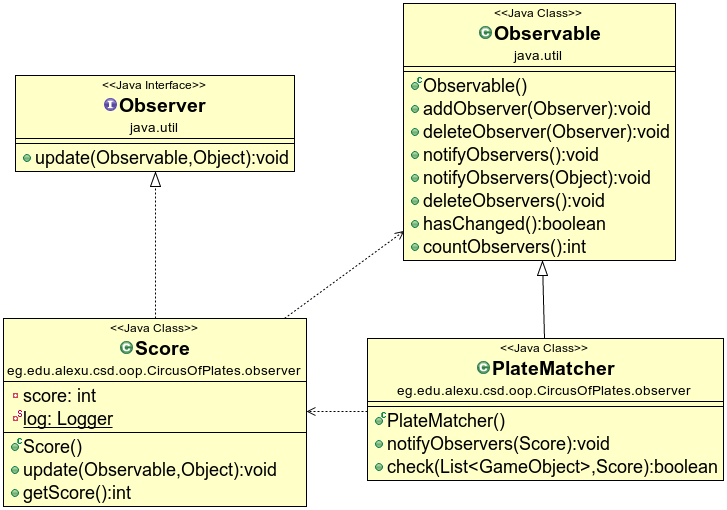 <<Java Interface>>
Observer
java.util
update(Observable,Object):void
<<Java Class>>
Observable
java.util
Observable()
addObserver(Observer):void
deleteObserver(Observer):void
notifyObservers():void
notifyObservers(Object):void
deleteObservers():void
hasChanged():boolean
countObservers():int
<<Java Class>>
Score
eg.edu.alexu.csd.oop.CircusOfPlates.observer
score: int
log: Logger
Score()
update(Observable,Object):void
getScore():int
<<Java Class>>
PlateMatcher
eg.edu.alexu.csd.oop.CircusOfPlates.observer
PlateMatcher()
notifyObservers(Score):void
check(List<GameObject>,Score):boolean